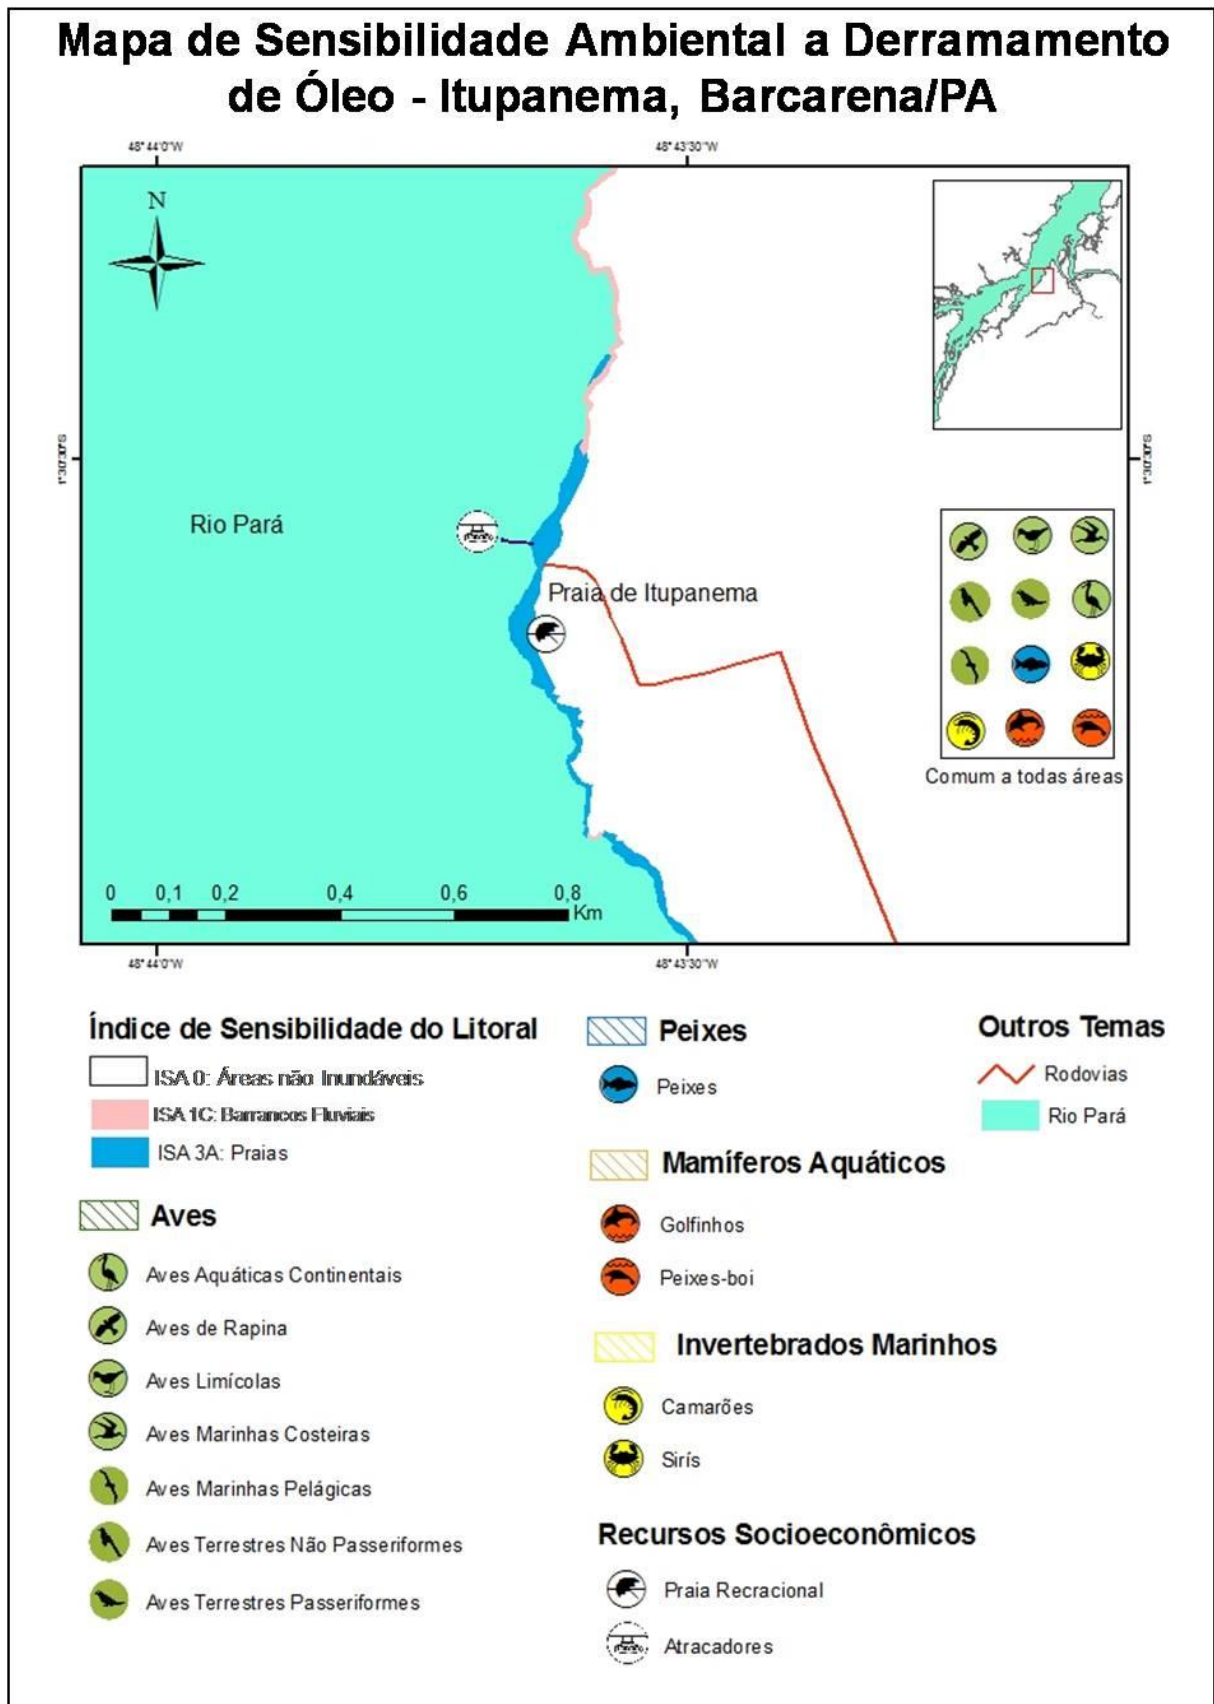 Mapa de Sensibilidade Ambiental a Derramamento
de Óleo - Itupanema, Barcarena/PA
48°44'0"W
48°43'30"W
N
1°30'30"S
1°30'30"S
Rio Pará
Praia de Itupanema
Comum a todas áreas
0 0,1 0,2 0,4 0,6 0,8
Km
48°44'0"W
48°43'30"W
Índice de Sensibilidade do Litoral
ISA 0: Áreas não Inundáveis
ISA 1C: Barrancos Fluviais
ISA 3A: Praias
Aves
Aves Aquáticas Continentais
Aves de Rapina
Aves Limícolas
Aves Marinhas Costeiras
Aves Marinhas Pelágicas
Aves Terrestres Não Passeriformes
Aves Terrestres Passeriformes
Peixes
Peixes
Mamíferos Aquáticos
Golfinhos
Peixes-boi
Invertebrados Marinhos
Camarões
Sirís
Recursos Socioeconômicos
Praia Recracional
Atracadores
Outros Temas
Rodovias
Rio Pará